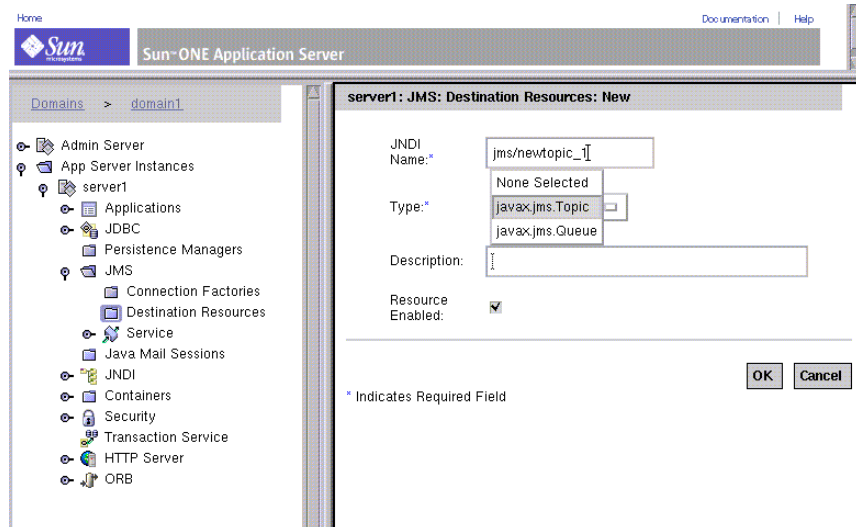 Home
Documentation | Help
Sun
microsystems
Sun™ONE Application Server
Domains > domain1
Admin Server
App Server Instances
server1
Applications
JDBC
Persistence Managers
JMS
Connection Factories
Destination Resources
Service
Java Mail Sessions
JNDI
Containers
Security
Transaction Service
HTTP Server
ORB
server1: JMS: Destination Resources: New
JNDI
Name:*
jms/newtopic_1
None Selected
Type:*
javax.jms.Topic
javax.jms.Queue
Description:
Resource
Enabled:
OK
Cancel
* Indicates Required Field